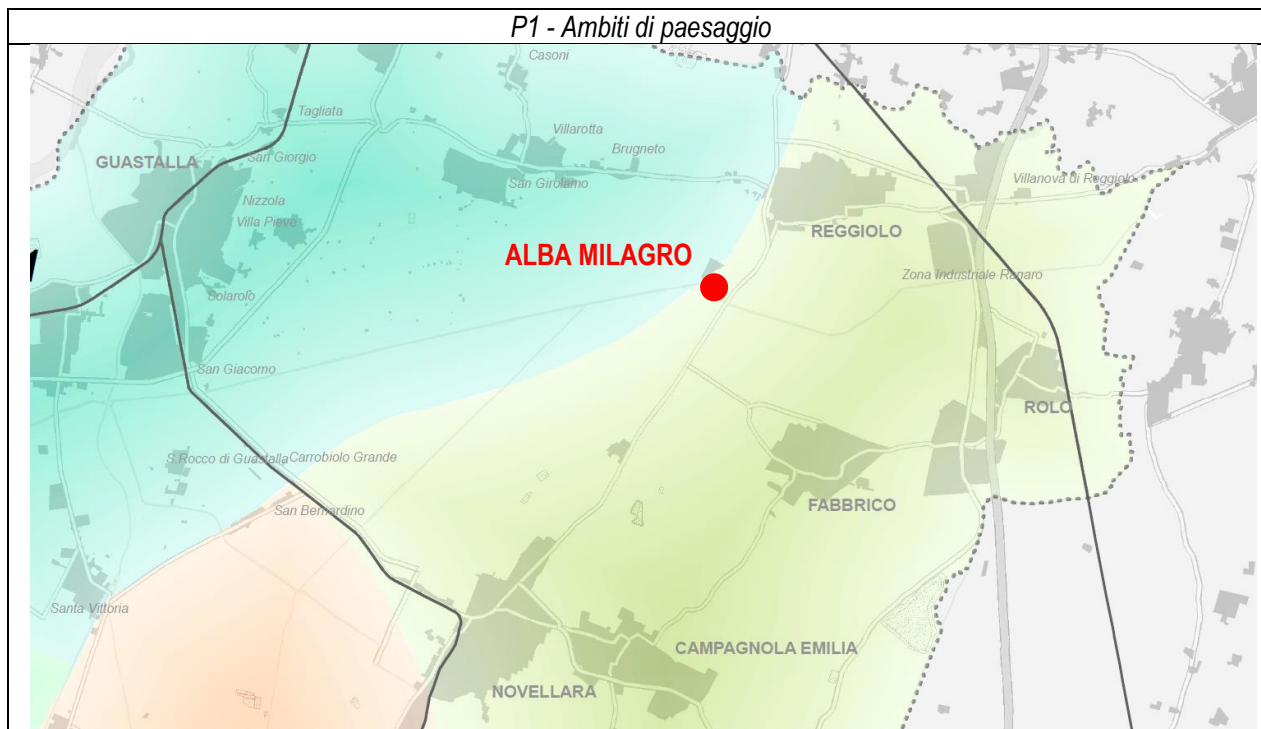 P1 - Ambiti di paesaggio
Casoni
Tagliata
Villarotta
GUASTALLA
San Giorgio
Brugneto
San Girolamo
Villanova di Reggiolo
Nizzola
Villa Pieve
REGGIOLO
ALBA MILAGRO
Zona Industriale Ranaro
Solarolo
San Giacomo
ROLO
S.Rocco di Guastalla
Carrobiolo Grande
FABBRICO
San Bernardino
Santa Vittoria
CAMPAGNOLA EMILIA
NOVELLARA